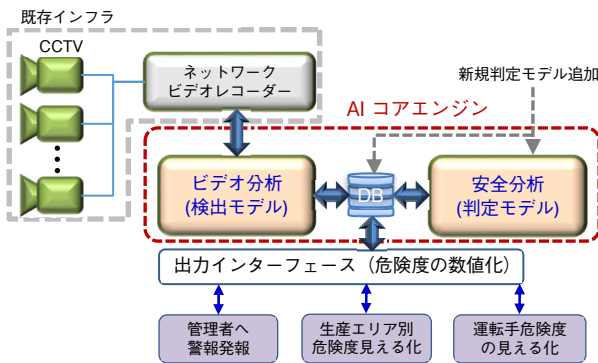 既存インフラ
CCTV
ネットワーク
ビデオレコーダー
新規判定モデル追加
AI コアエンジン
ビデオ分析
(検出モデル)
DB
安全分析
(判定モデル)
出力インターフェース（危険度の数値化）
管理者へ
警報発報
生産エリア別
危険度見える化
運転手危険度
の見える化